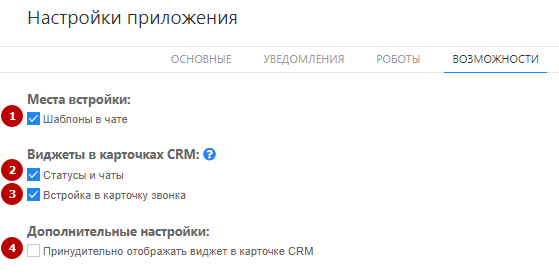 Настройки приложения
ОСНОВНЫЕ УВЕДОМЛЕНИЯ РОБОТЫ ВОЗМОЖНОСТИ
Места встройки:
1 Шаблоны в чате
Виджеты в карточках CRM: ?
2 Статусы и чаты
3 Встройка в карточку звонка
Дополнительные настройки:
4 Принудительно отображать виджет в карточке CRM